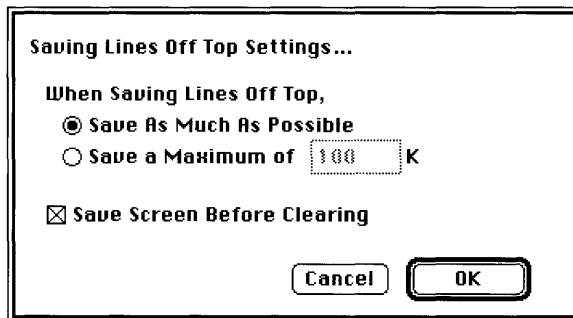 Saving Lines Off Top Settings...
When Saving Lines Off Top,
Save As Much As Possible
Save a Maximum of 100 K
Save Screen Before Clearing
Cancel OK